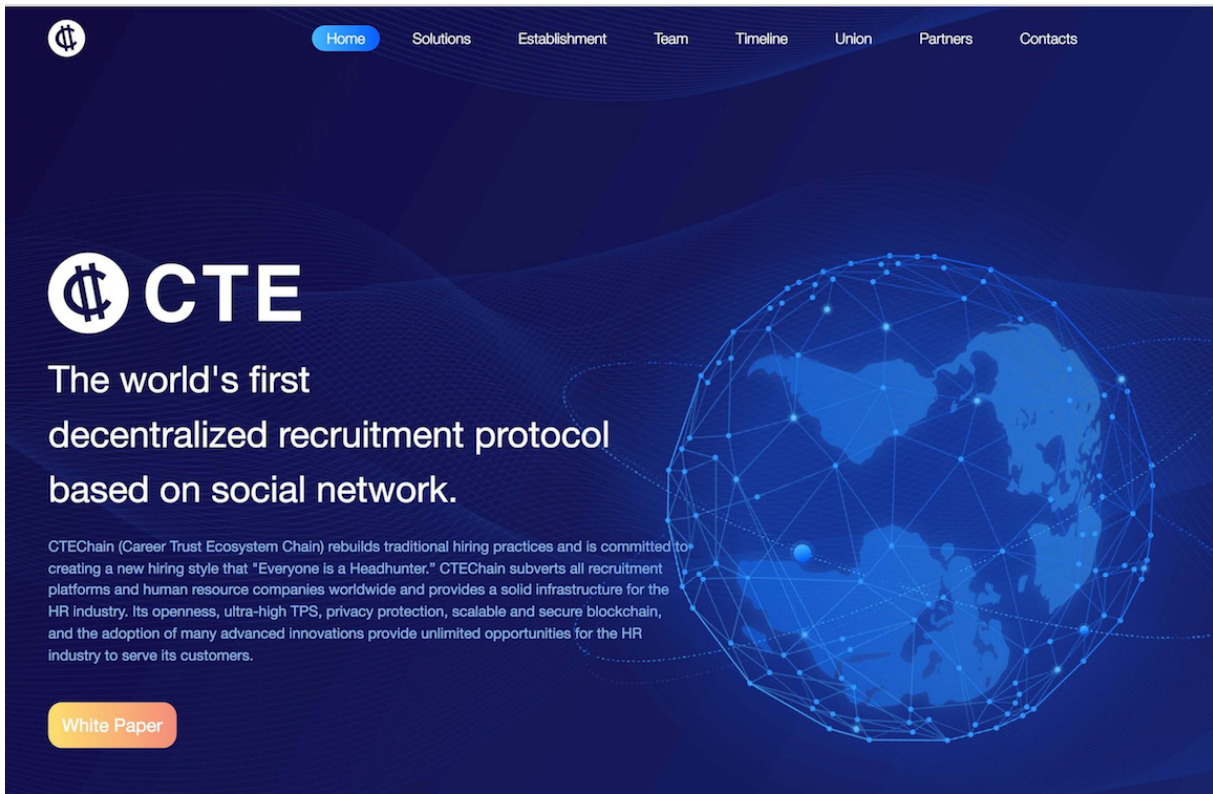 Home Solutions Establishment Team Timeline Union Partners Contacts
CTE
The world's first
decentralized recruitment protocol
based on social network.
CTEChain (Career Trust Ecosystem Chain) rebuilds traditional hiring practices and is committed to
creating a new hiring style that "Everyone is a Headhunter.” CTEChain subverts all recruitment
platforms and human resource companies worldwide and provides a solid infrastructure for the
HR industry. Its openness, ultra-high TPS, privacy protection, scalable and secure blockchain,
and the adoption of many advanced innovations provide unlimited opportunities for the HR
industry to serve its customers.
White Paper